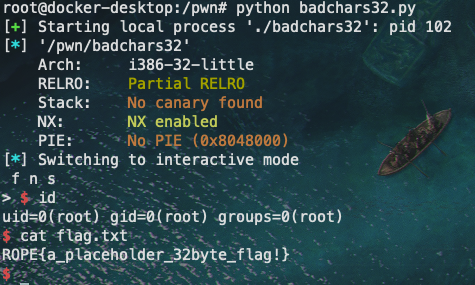 root@docker-desktop:/pwn# python badchars32.py
[+] Starting local process './badchars32': pid 102
[*] '/pwn/badchars32'
    Arch:     i386-32-little
    RELRO:    Partial RELRO
    Stack:    No canary found
    NX:       NX enabled
    PIE:      No PIE (0x8048000)
[*] Switching to interactive mode
 f n s
> $ id
uid=0(root) gid=0(root) groups=0(root)
$ cat flag.txt
ROPE{a_placeholder_32byte_flag!}
$